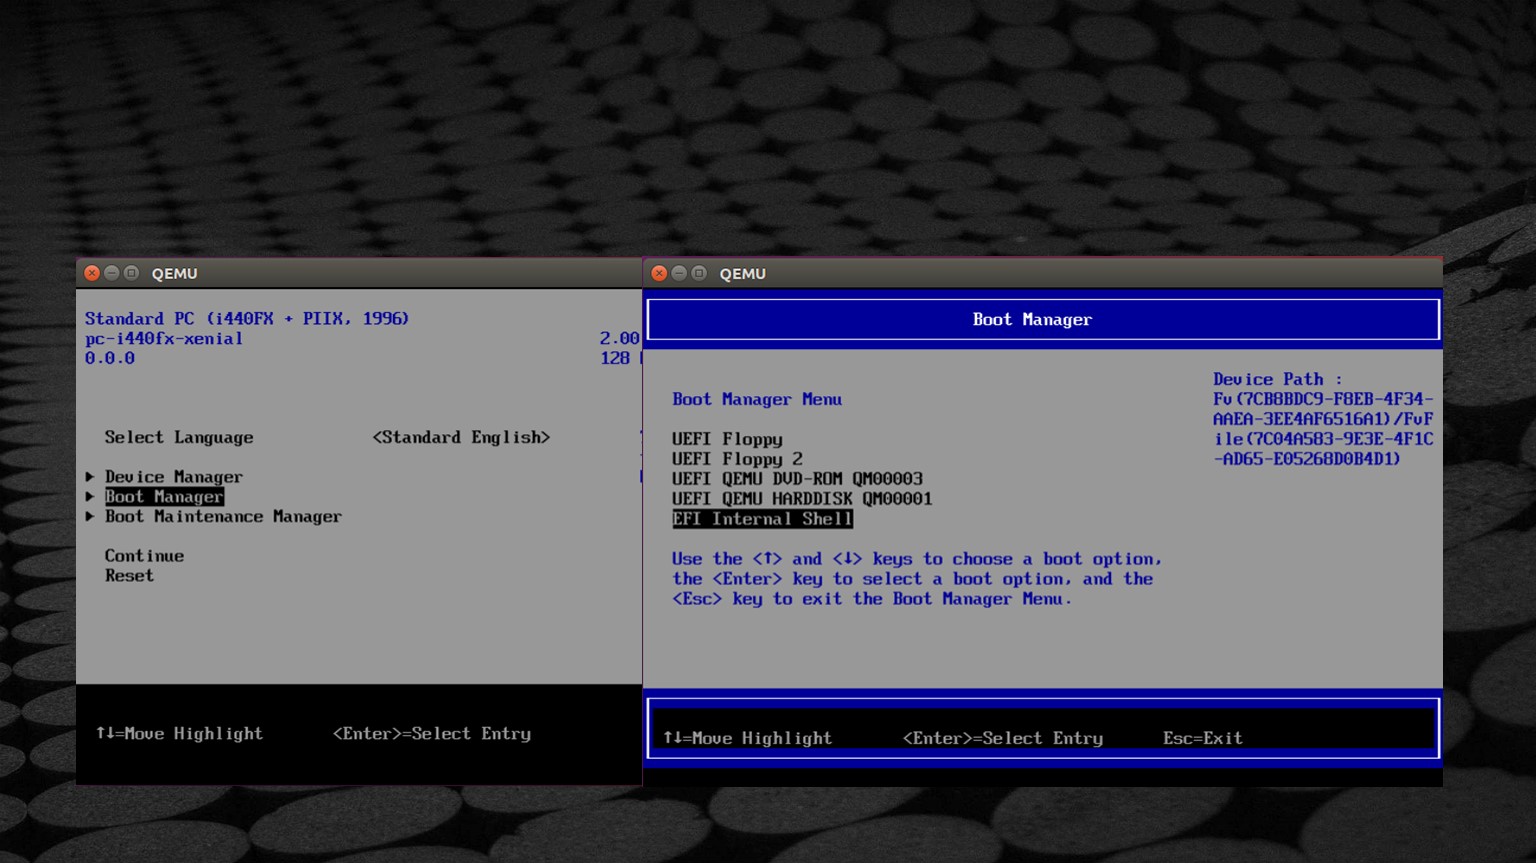 QEMU
Standard PC (i440FX + PIIX, 1996)
pc-i440fx-xenial 2.00
0.0.0 128
Select Language <Standard English>
Device Manager
Boot Manager
Boot Maintenance Manager
Continue
Reset
↑↓=Move Highlight <Enter>=Select Entry
QEMU
Boot Manager
Boot Manager Menu
UEFI Floppy
UEFI Floppy 2
UEFI QEMU DVD-ROM QM00003
UEFI QEMU HARDDISK QM00001
EFI Internal Shell
Use the <↑> and <↓> keys to choose a boot option,
the <Enter> key to select a boot option, and the
<Esc> key to exit the Boot Manager Menu.
Device Path :
Fv(7CB8BDC9-F8EB-4F34-
AAEA-3EE4AF6516A1)/FvF
ile(7C04A583-9E3E-4F1C
-AD65-E05268D0B4D1)
↑↓=Move Highlight <Enter>=Select Entry Esc=Exit